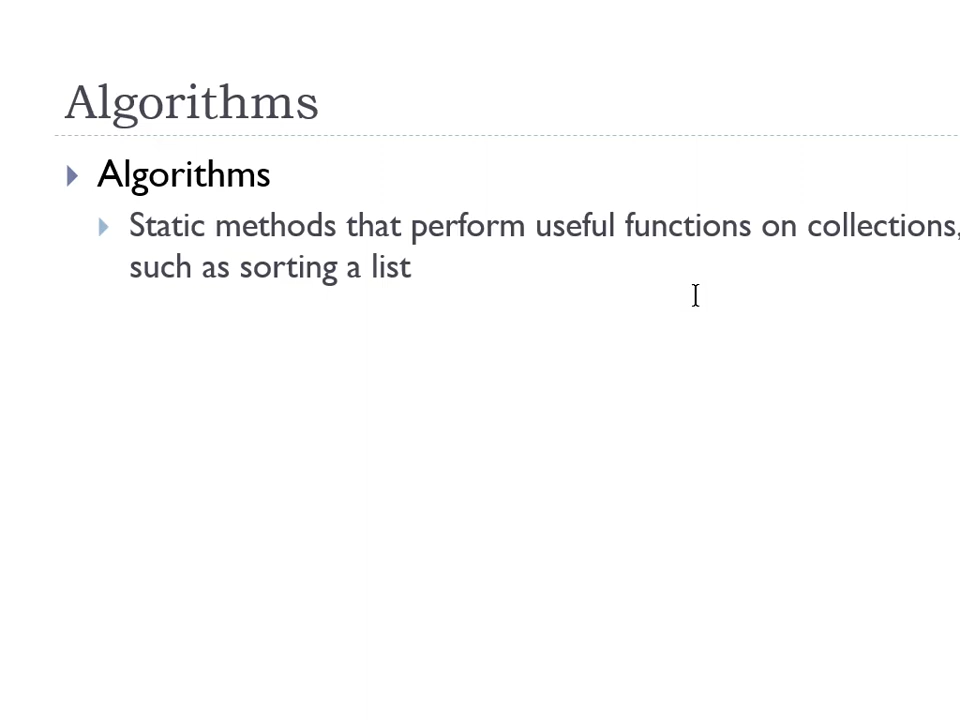 Algorithms
Algorithms
Static methods that perform useful functions on collections,
such as sorting a list